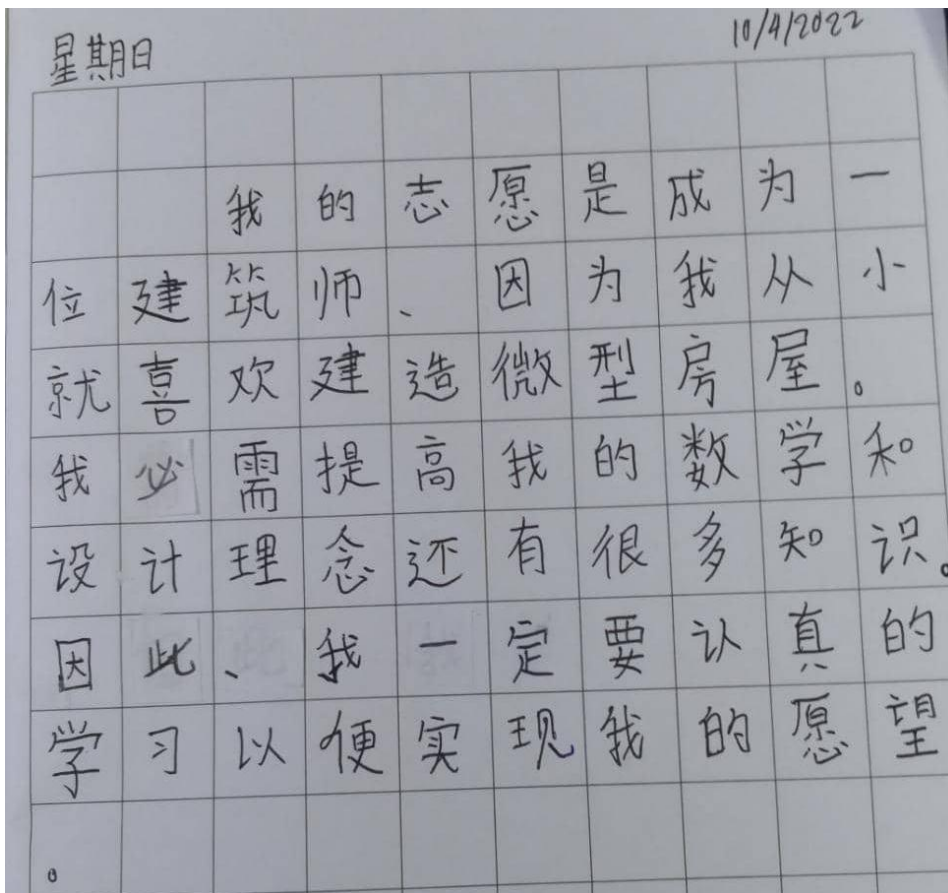 星期日 10/4/2022
我的志愿是成为一
位建筑师、因为我从小
就喜欢建造微型房屋。
我必需提高我的数学和
设计理念还有很多知识。
因此、我一定要认真的
学习以便实现我的愿望
。